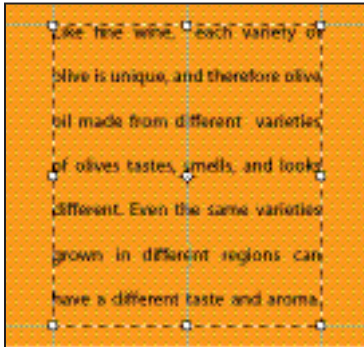 Like fine wine, each variety of
olive is unique, and therefore olive
oil made from different varieties
of olives tastes, smells, and looks
different. Even the same varieties
grown in different regions can
have a different taste and aroma.